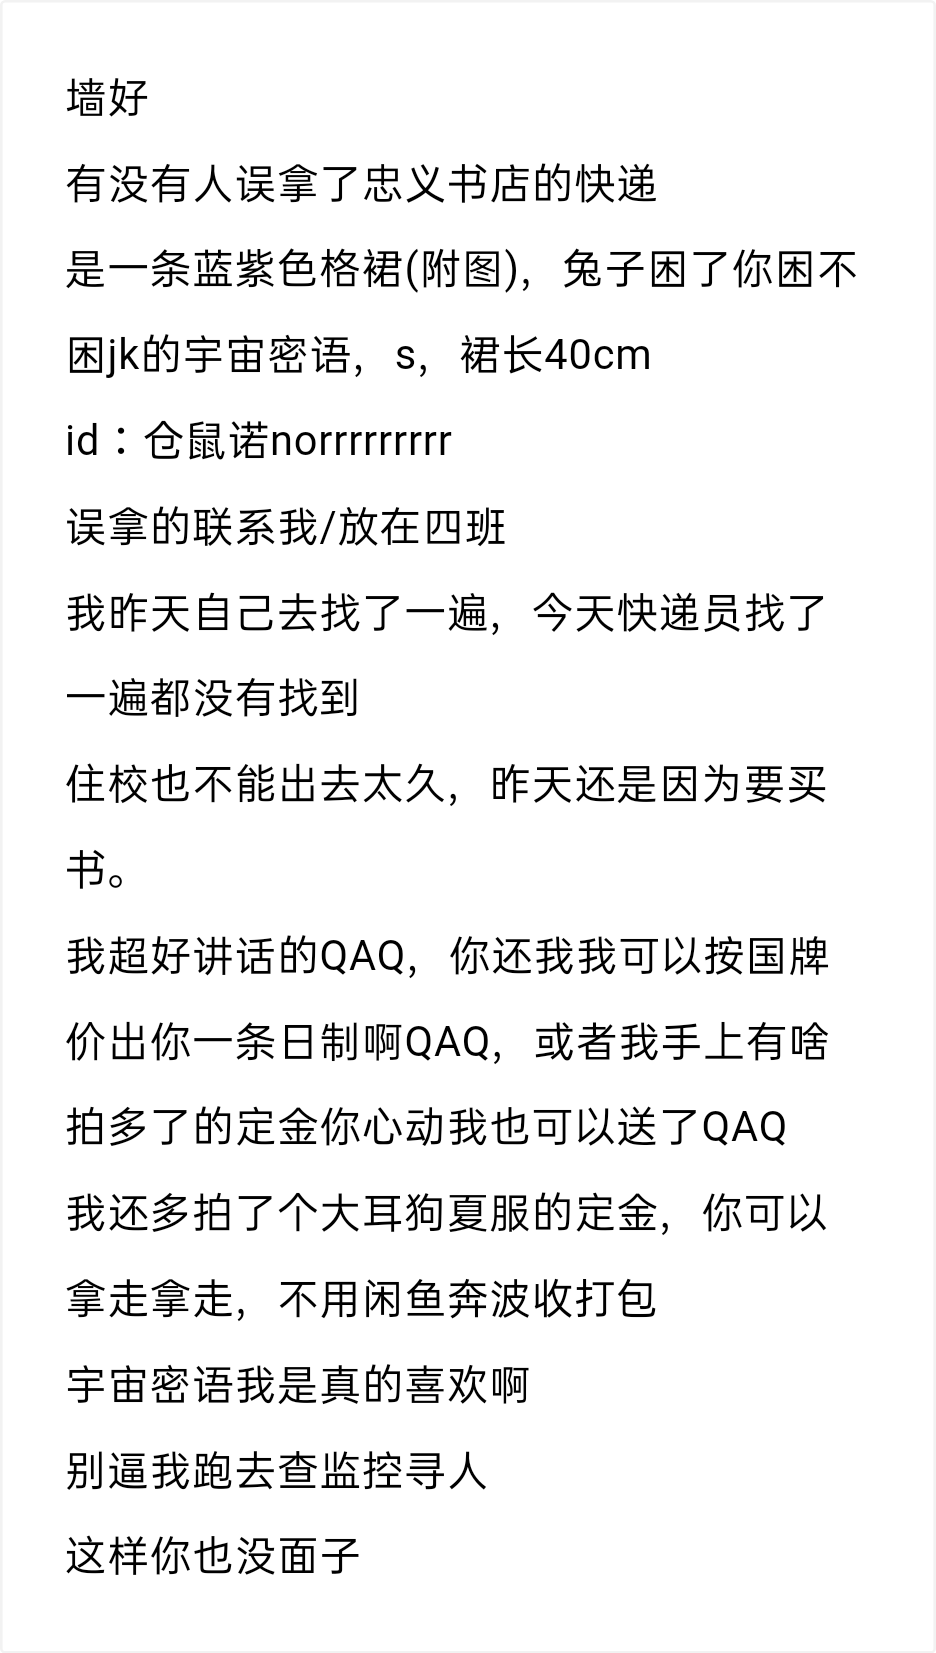 墙好
有没有人误拿了忠义书店的快递
是一条蓝紫色格裙(附图)，兔子困了你困不
困jk的宇宙密语，s，裙长40cm
id：仓鼠诺norrrrrrrrr
误拿的联系我/放在四班
我昨天自己去找了一遍，今天快递员找了
一遍都没有找到
住校也不能出去太久，昨天还是因为要买
书。
我超好讲话的QAQ，你还我我可以按国牌
价出你一条日制啊QAQ，或者我手上有啥
拍多了的定金你心动我也可以送了QAQ
我还多拍了个大耳狗夏服的定金，你可以
拿走拿走，不用闲鱼奔波收打包
宇宙密语我是真的喜欢啊
别逼我跑去查监控寻人
这样你也没面子